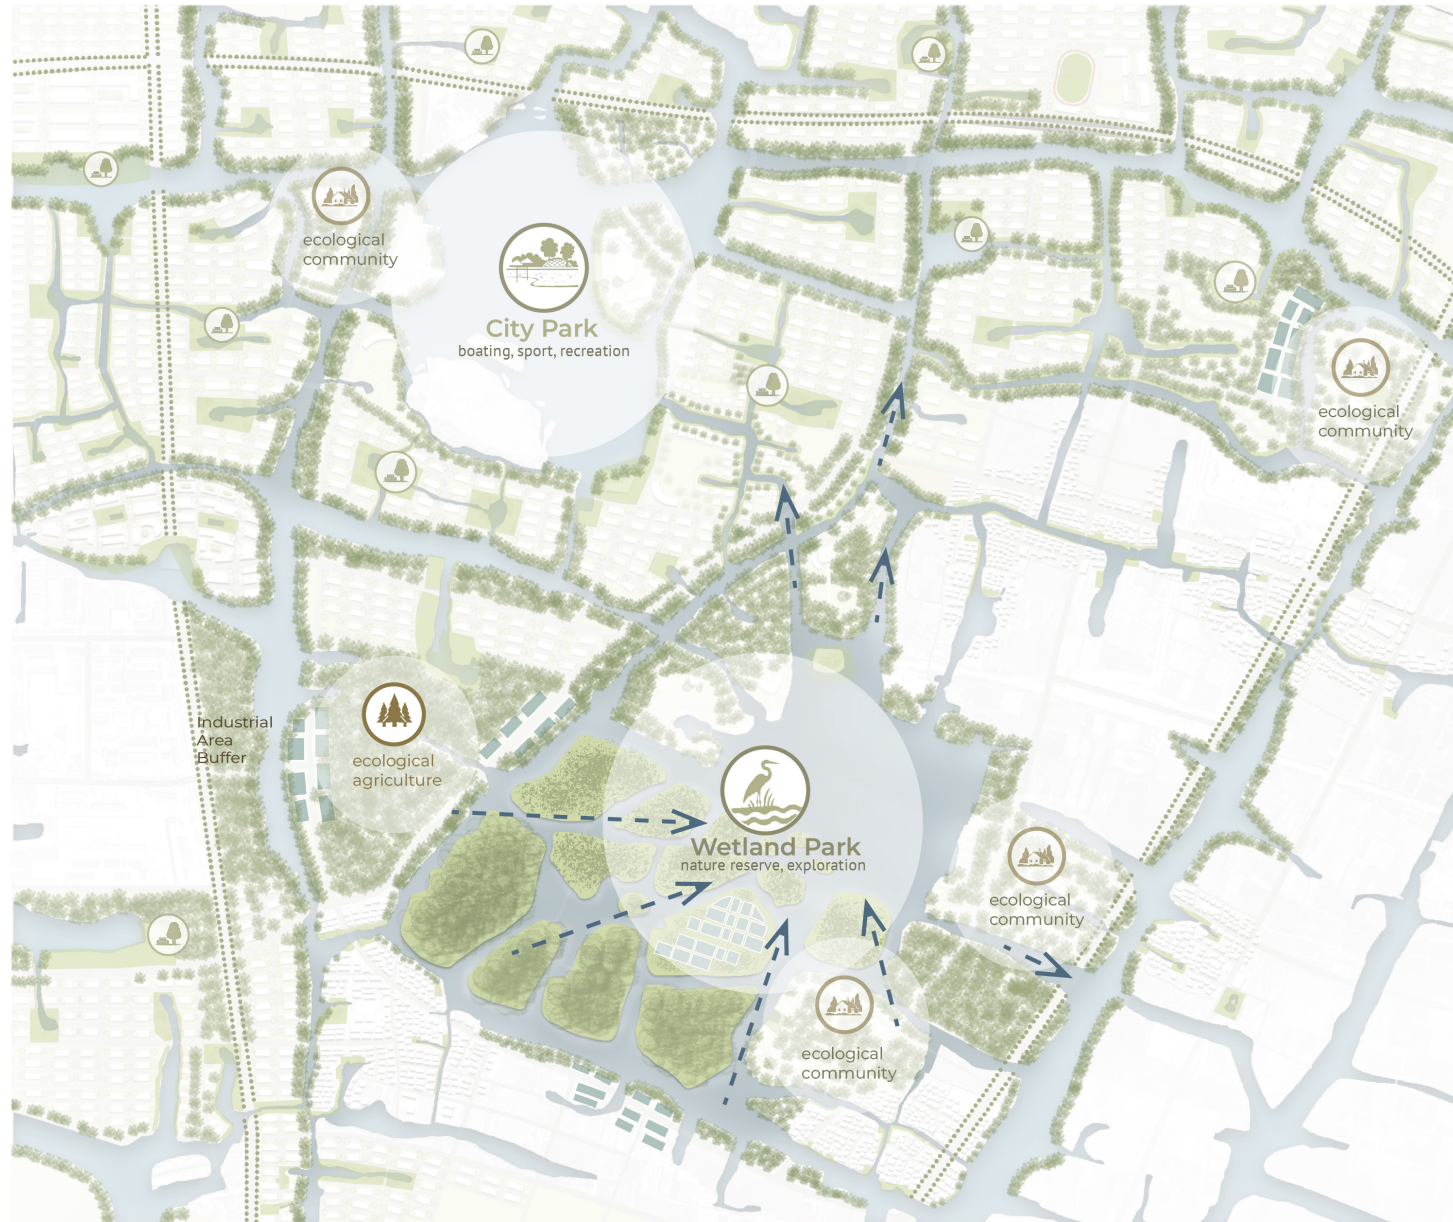 ecological
community
City Park
boating, sport, recreation
ecological
community
Industrial
Area
Buffer
ecological
agriculture
Wetland Park
nature reserve, exploration
ecological
community
ecological
community